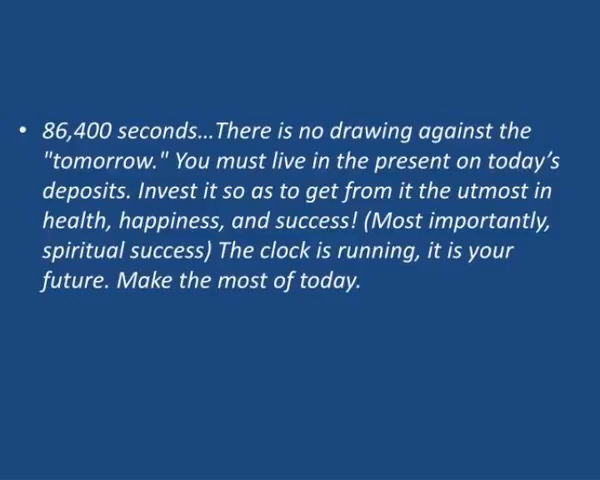 • 86,400 seconds…There is no drawing against the
"tomorrow." You must live in the present on today’s
deposits. Invest it so as to get from it the utmost in
health, happiness, and success! (Most importantly,
spiritual success) The clock is running, it is your
future. Make the most of today.